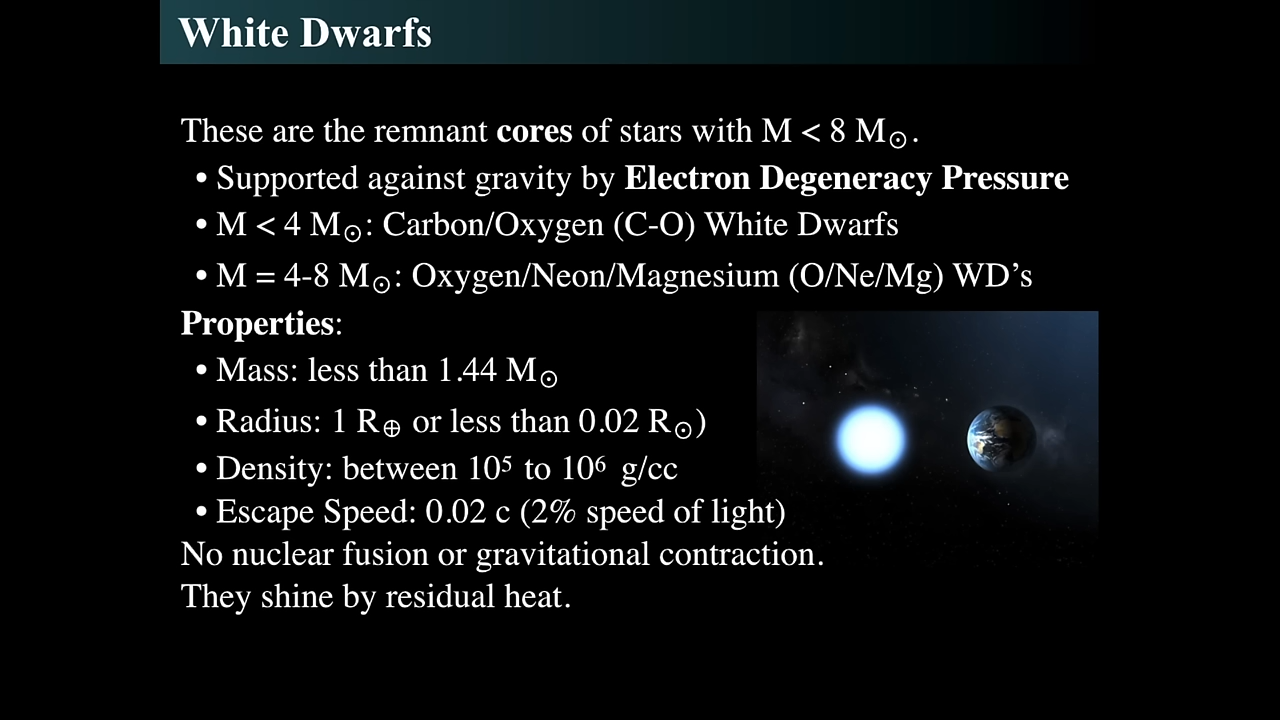 White Dwarfs
These are the remnant cores of stars with M < 8 M☉.
• Supported against gravity by Electron Degeneracy Pressure
• M < 4 M☉: Carbon/Oxygen (C-O) White Dwarfs
• M = 4-8 M☉: Oxygen/Neon/Magnesium (O/Ne/Mg) WD’s
Properties:
• Mass: less than 1.44 M☉
• Radius: 1 R⊕ or less than 0.02 R☉)
• Density: between 10⁵ to 10⁶ g/cc
• Escape Speed: 0.02 c (2% speed of light)
No nuclear fusion or gravitational contraction.
They shine by residual heat.